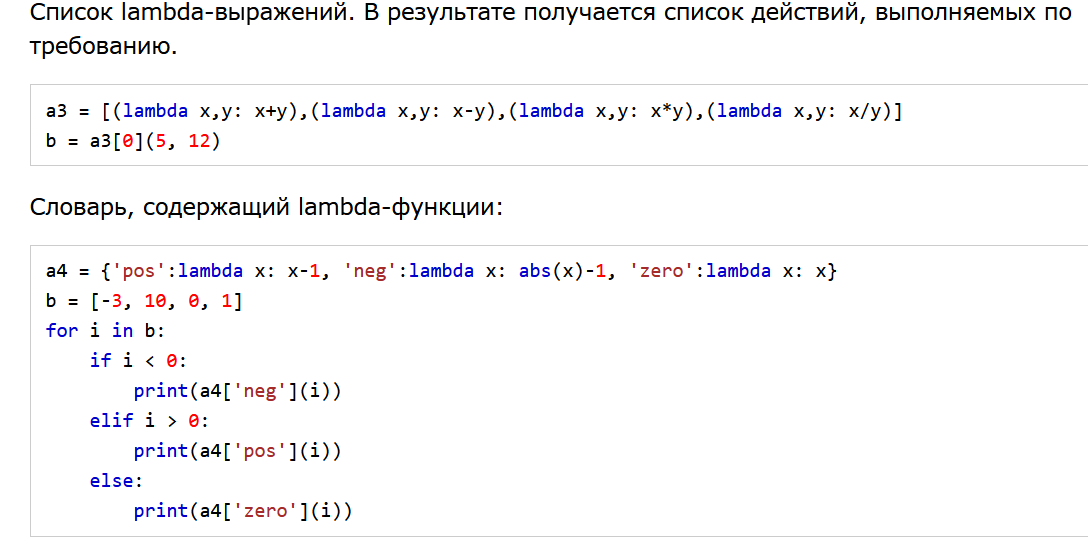 Список lambda-выражений. В результате получается список действий, выполняемых по
требованию.
a3 = [(lambda x,y: x+y),(lambda x,y: x-y),(lambda x,y: x*y),(lambda x,y: x/y)]
b = a3[0](5, 12)
Словарь, содержащий lambda-функции:
a4 = {'pos':lambda x: x-1, 'neg':lambda x: abs(x)-1, 'zero':lambda x: x}
b = [-3, 10, 0, 1]
for i in b:
    if i < 0:
        print(a4['neg'](i))
    elif i > 0:
        print(a4['pos'](i))
    else:
        print(a4['zero'](i))